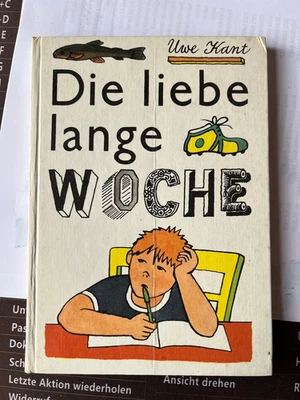 Uwe Kant
Die liebe
lange
WOCHE
Letzte Aktion wiederholen
Ansicht drehen